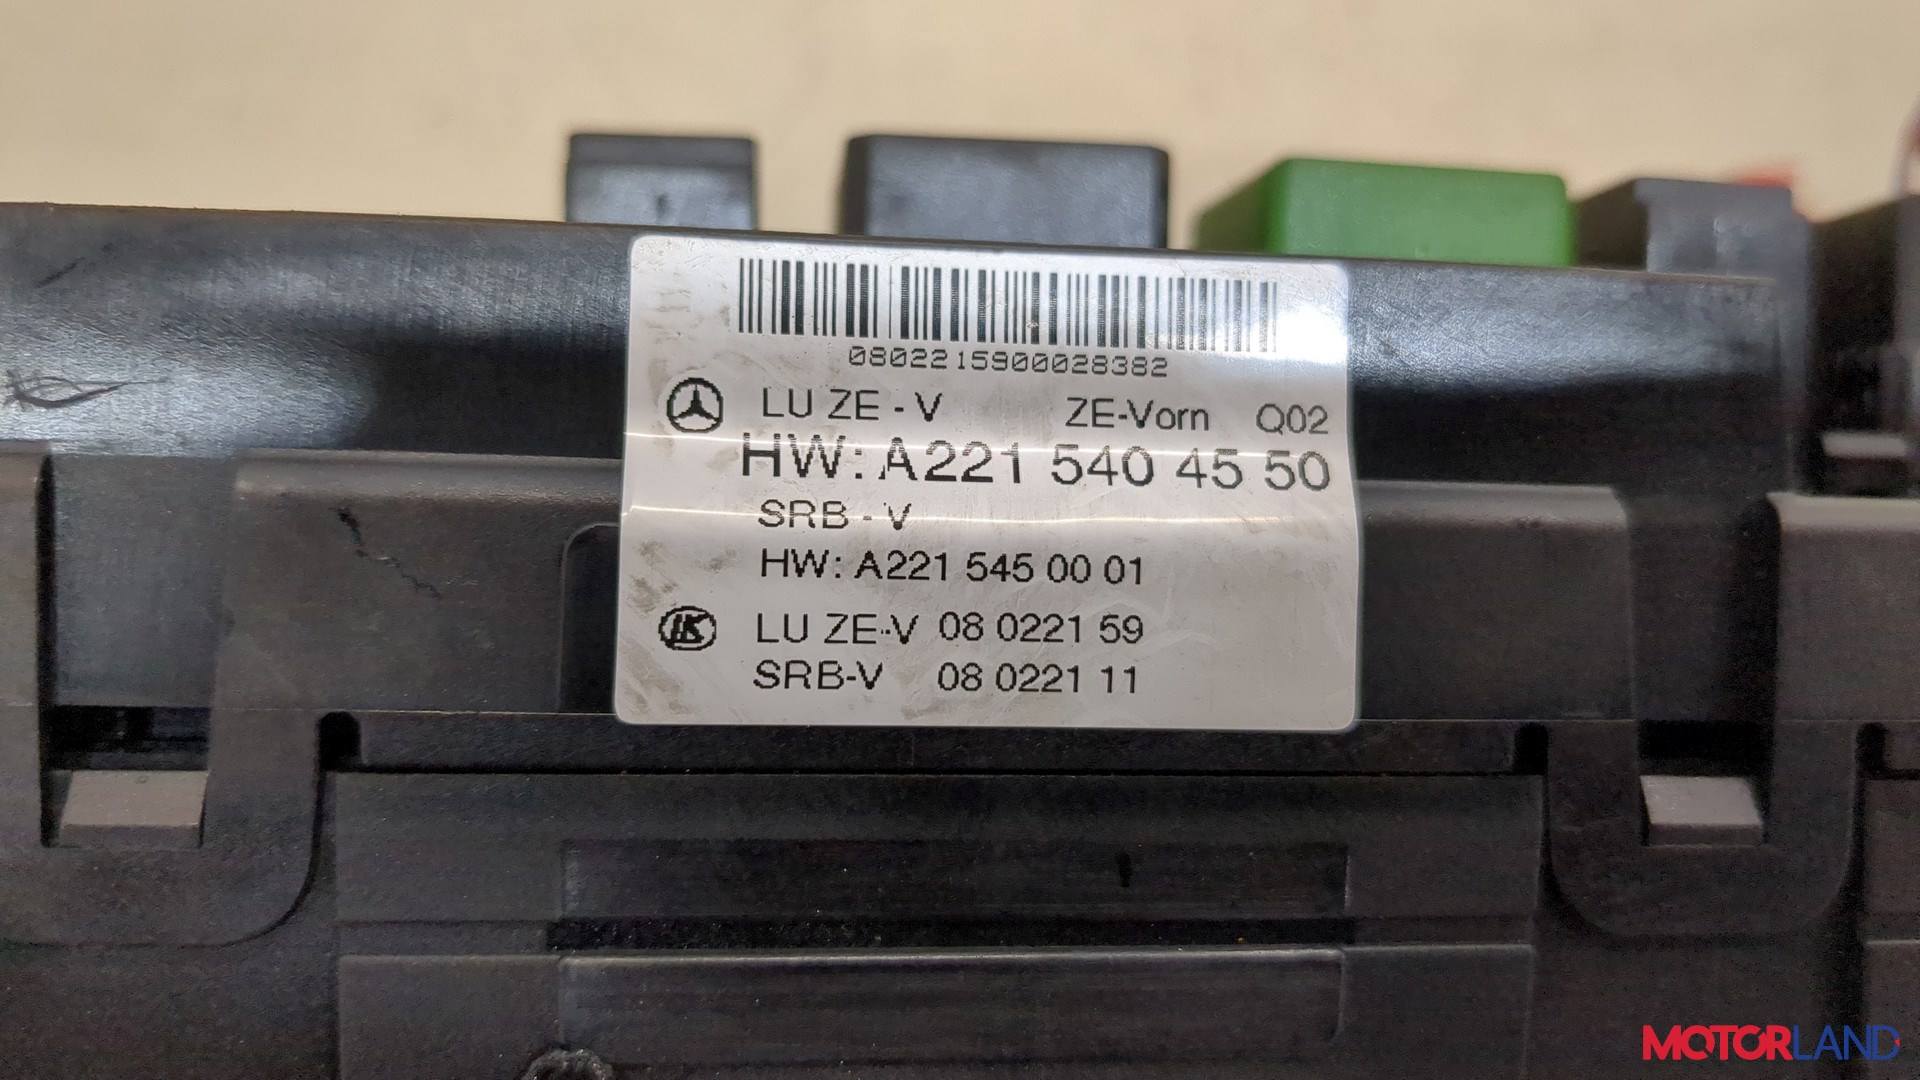 0802215900028382
LU ZE - V ZE-Vorn Q02
HW: A221 540 45 50
SRB - V
HW: A221 545 00 01
LK LU ZE-V 08 0221 59
SRB-V 08 0221 11
MOTORLAND